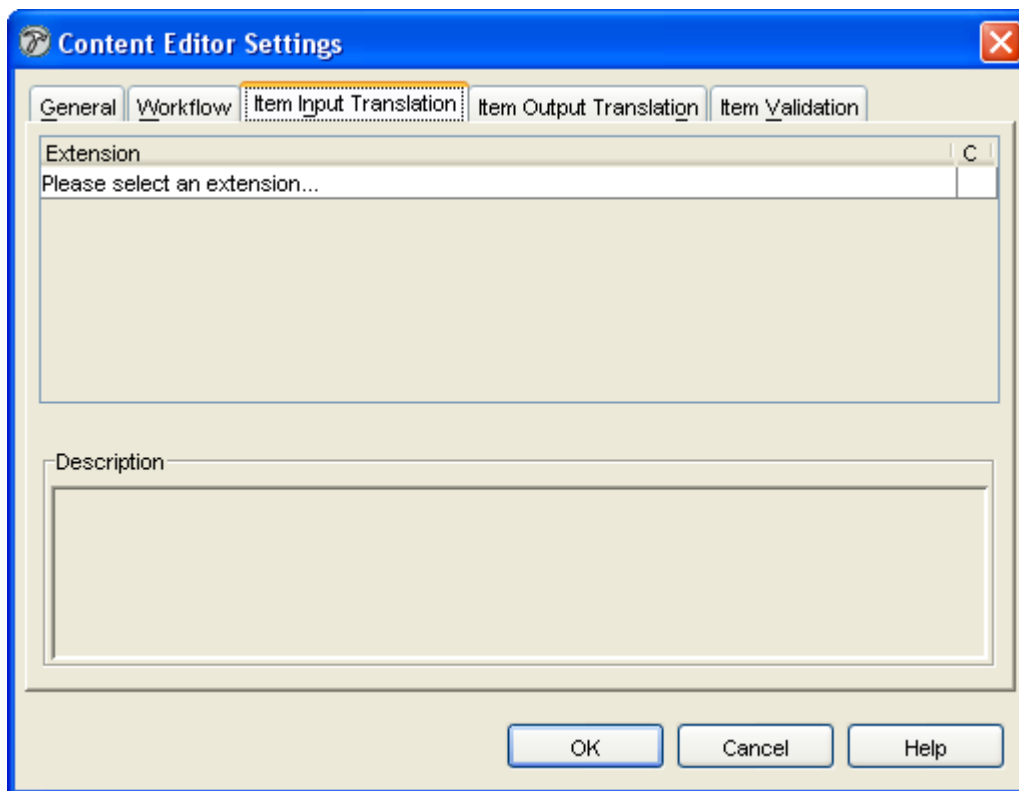 Content Editor Settings
General Workflow Item Input Translation Item Output Translation Item Validation
Extension C
Please select an extension...
Description
OK Cancel Help